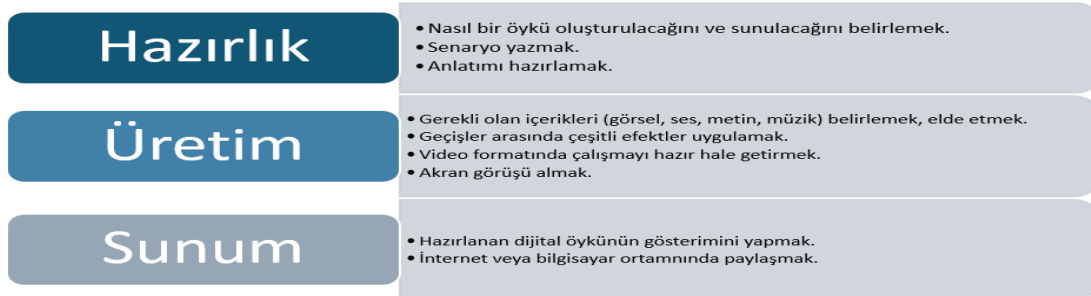 Hazırlık
• Nasıl bir öykü oluşturulacağını ve sunulacağını belirlemek.
• Senaryo yazmak.
• Anlatımı hazırlamak.
Üretim
• Gerekli olan içerikleri (görsel, ses, metin, müzik) belirlemek, elde etmek.
• Geçişler arasında çeşitli efektler uygulamak.
• Video formatında çalışmayı hazır hale getirmek.
• Akran görüşü almak.
Sunum
• Hazırlanan dijital öykünün gösterimini yapmak.
• İnternet veya bilgisayar ortamnında paylaşmak.